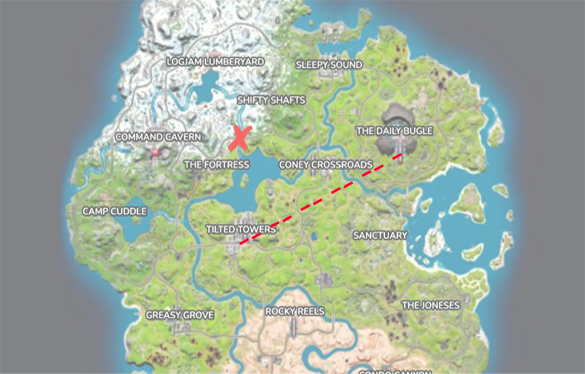 LOGJAM LUMBERYARD
SLEEPY SOUND
SHIFTY SHAFTS
THE DAILY BUGLE
COMMAND CAVERN
THE FORTRESS
CONEY CROSSROADS
CAMP CUDDLE
TILTED TOWERS
SANCTUARY
THE JONESES
GREASY GROVE
ROCKY REELS
CONDO CANYON